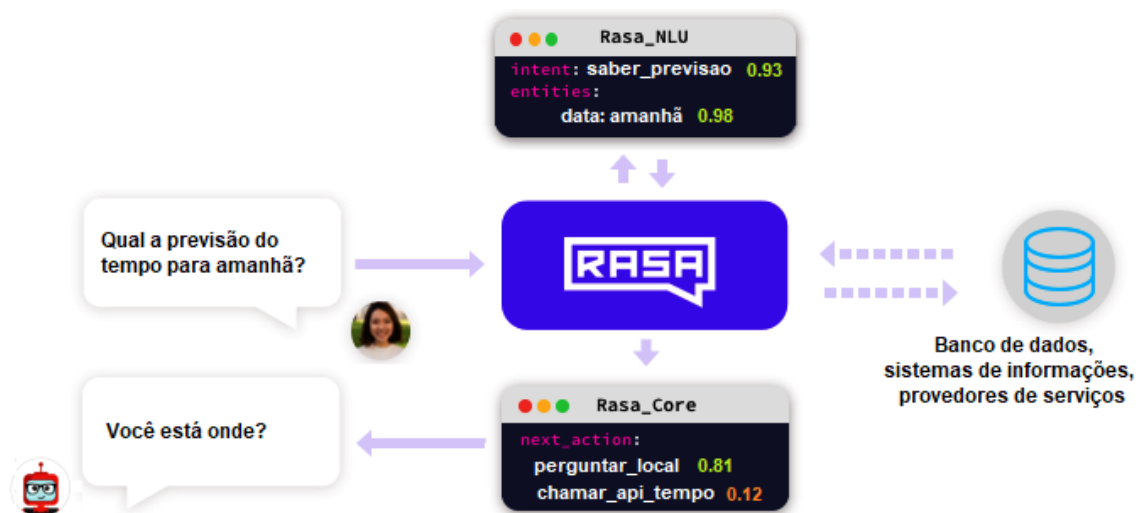 Rasa_NLU
intent: saber_previsao 0.93
entities:
data: amanhã 0.98
Qual a previsão do
tempo para amanhã?
RASA
Banco de dados,
sistemas de informações,
provedores de serviços
Rasa_Core
next_action:
perguntar_local 0.81
chamar_api_tempo 0.12
Você está onde?